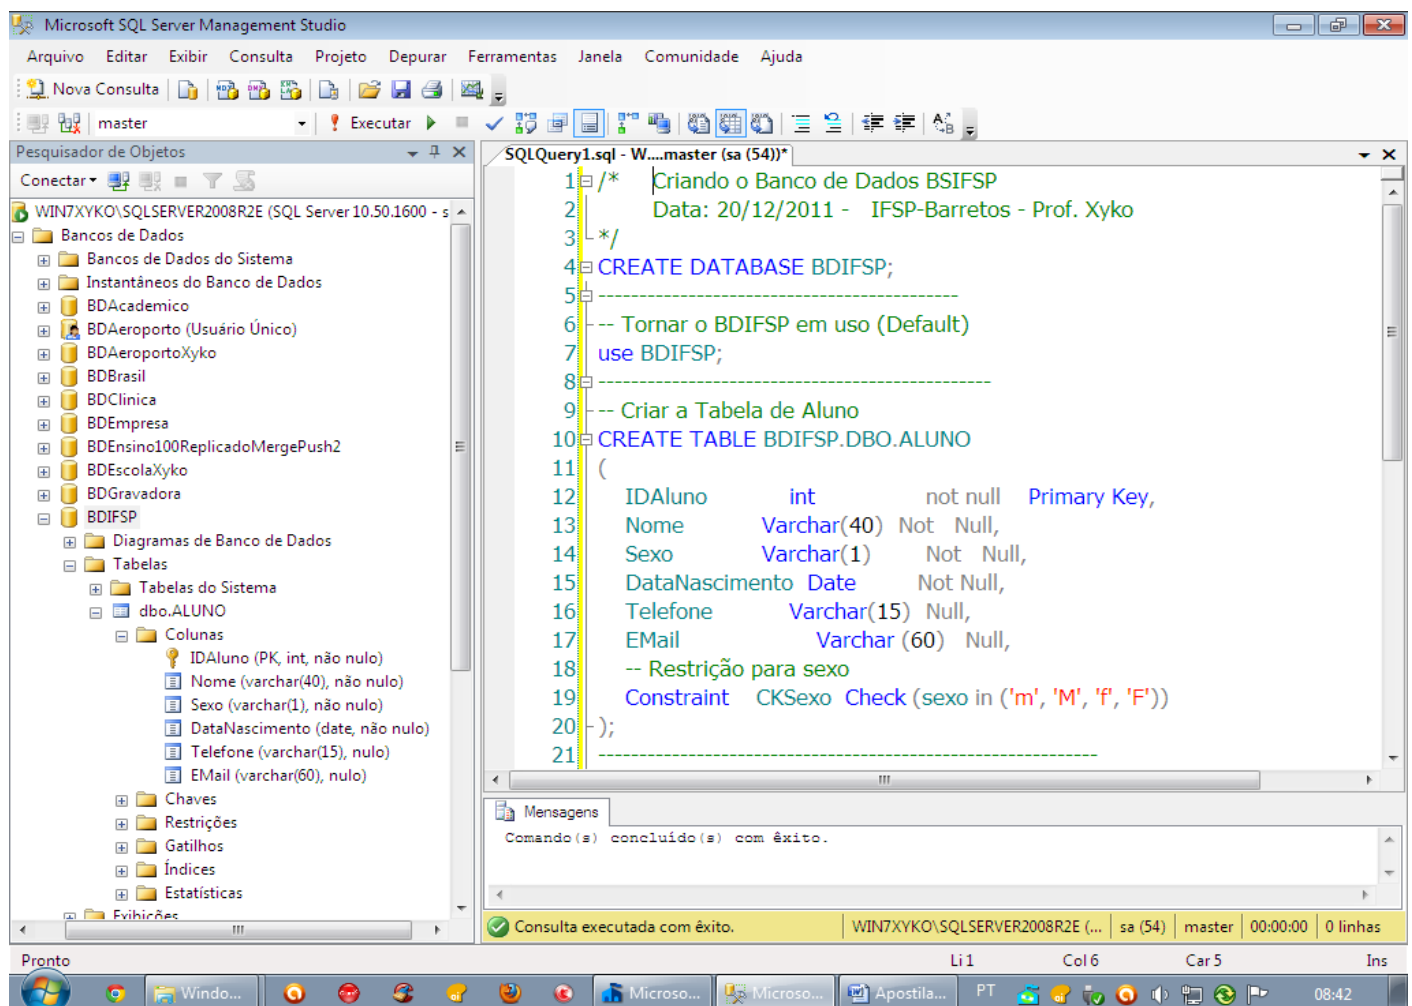 Microsoft SQL Server Management Studio
Arquivo Editar Exibir Consulta Projeto Depurar Ferramentas Janela Comunidade Ajuda
Nova Consulta
master Executar
Pesquisador de Objetos
Conectar
WIN7XYKO\SQLSERVER2008R2E (SQL Server 10.50.1600 - s
Bancos de Dados
Bancos de Dados do Sistema
Instantâneos do Banco de Dados
BDAcademico
BDAeroporto (Usuário Único)
BDAeroportoXyko
BDBrasil
BDClinica
BDEmpresa
BDEnsino100ReplicadoMergePush2
BDEscolaXyko
BDGravadora
BDIFSP
Diagramas de Banco de Dados
Tabelas
Tabelas do Sistema
dbo.ALUNO
Colunas
IDAluno (PK, int, não nulo)
Nome (varchar(40), não nulo)
Sexo (varchar(1), não nulo)
DataNascimento (date, não nulo)
Telefone (varchar(15), nulo)
EMail (varchar(60), nulo)
Chaves
Restrições
Gatilhos
Índices
Estatísticas
Exibições
SQLQuery1.sql - W....master (sa (54))*
1 /* Criando o Banco de Dados BSIFSP
2 Data: 20/12/2011 - IFSP-Barretos - Prof. Xyko
3 */
4 CREATE DATABASE BDIFSP;
5 --------------------------------------------
6 -- Tornar o BDIFSP em uso (Default)
7 use BDIFSP;
8 ------------------------------------------------
9 -- Criar a Tabela de Aluno
10 CREATE TABLE BDIFSP.DBO.ALUNO
11 (
12 IDAluno int not null Primary Key,
13 Nome Varchar(40) Not Null,
14 Sexo Varchar(1) Not Null,
15 DataNascimento Date Not Null,
16 Telefone Varchar(15) Null,
17 EMail Varchar (60) Null,
18 -- Restrição para sexo
19 Constraint CKSexo Check (sexo in ('m', 'M', 'f', 'F'))
20 );
21 -------------------------------------------------------------
Mensagens
Comando(s) concluído(s) com êxito.
Consulta executada com êxito. WIN7XYKO\SQLSERVER2008R2E (... sa (54) master 00:00:00 0 linhas
Pronto Li 1 Col 6 Car 5 Ins
Windo... Microso... Microso... Apostila... PT 08:42